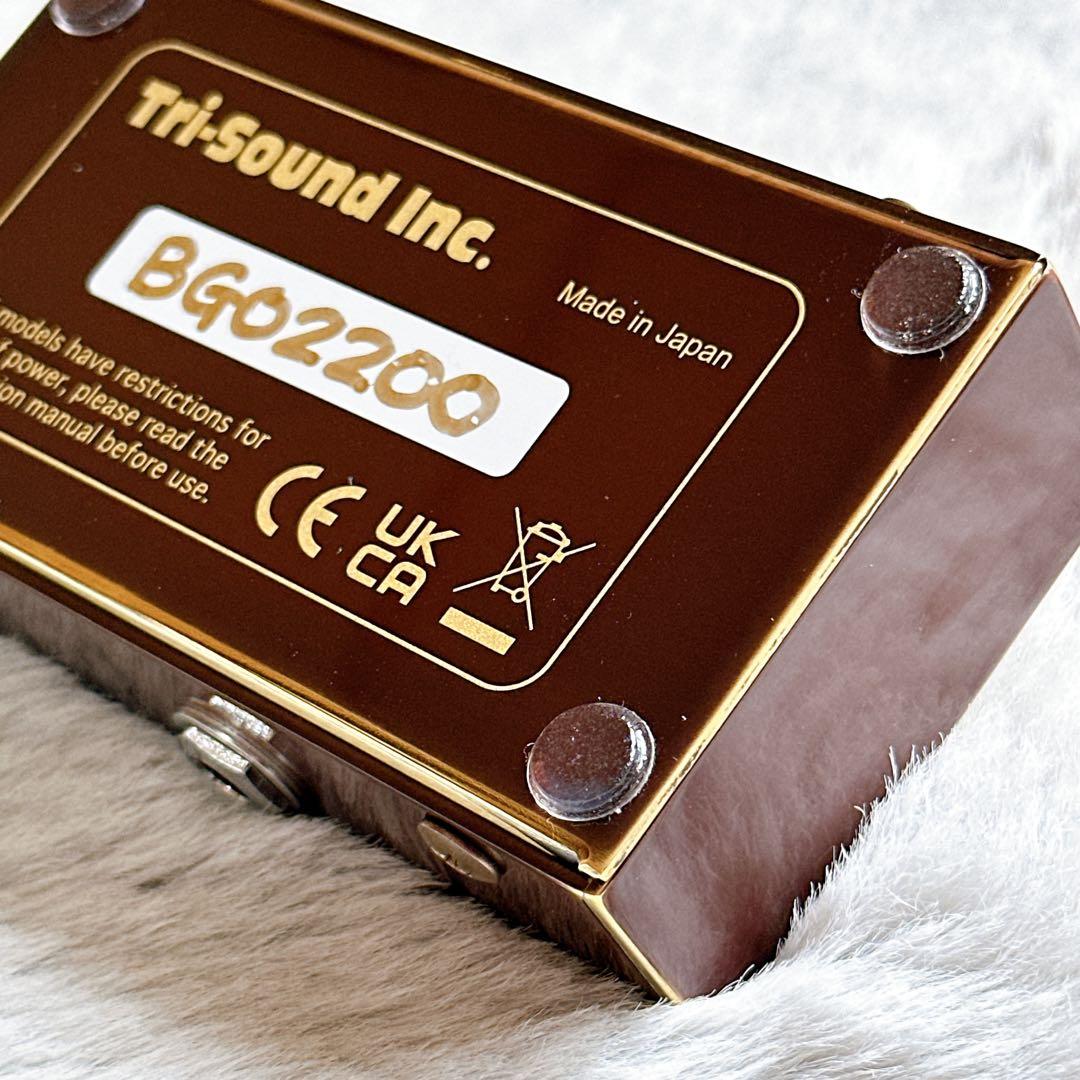 Tri-Sound Inc.
BG02200
Made in Japan
models have restrictions for
power, please read the
manual before use.
CE
UK
CA